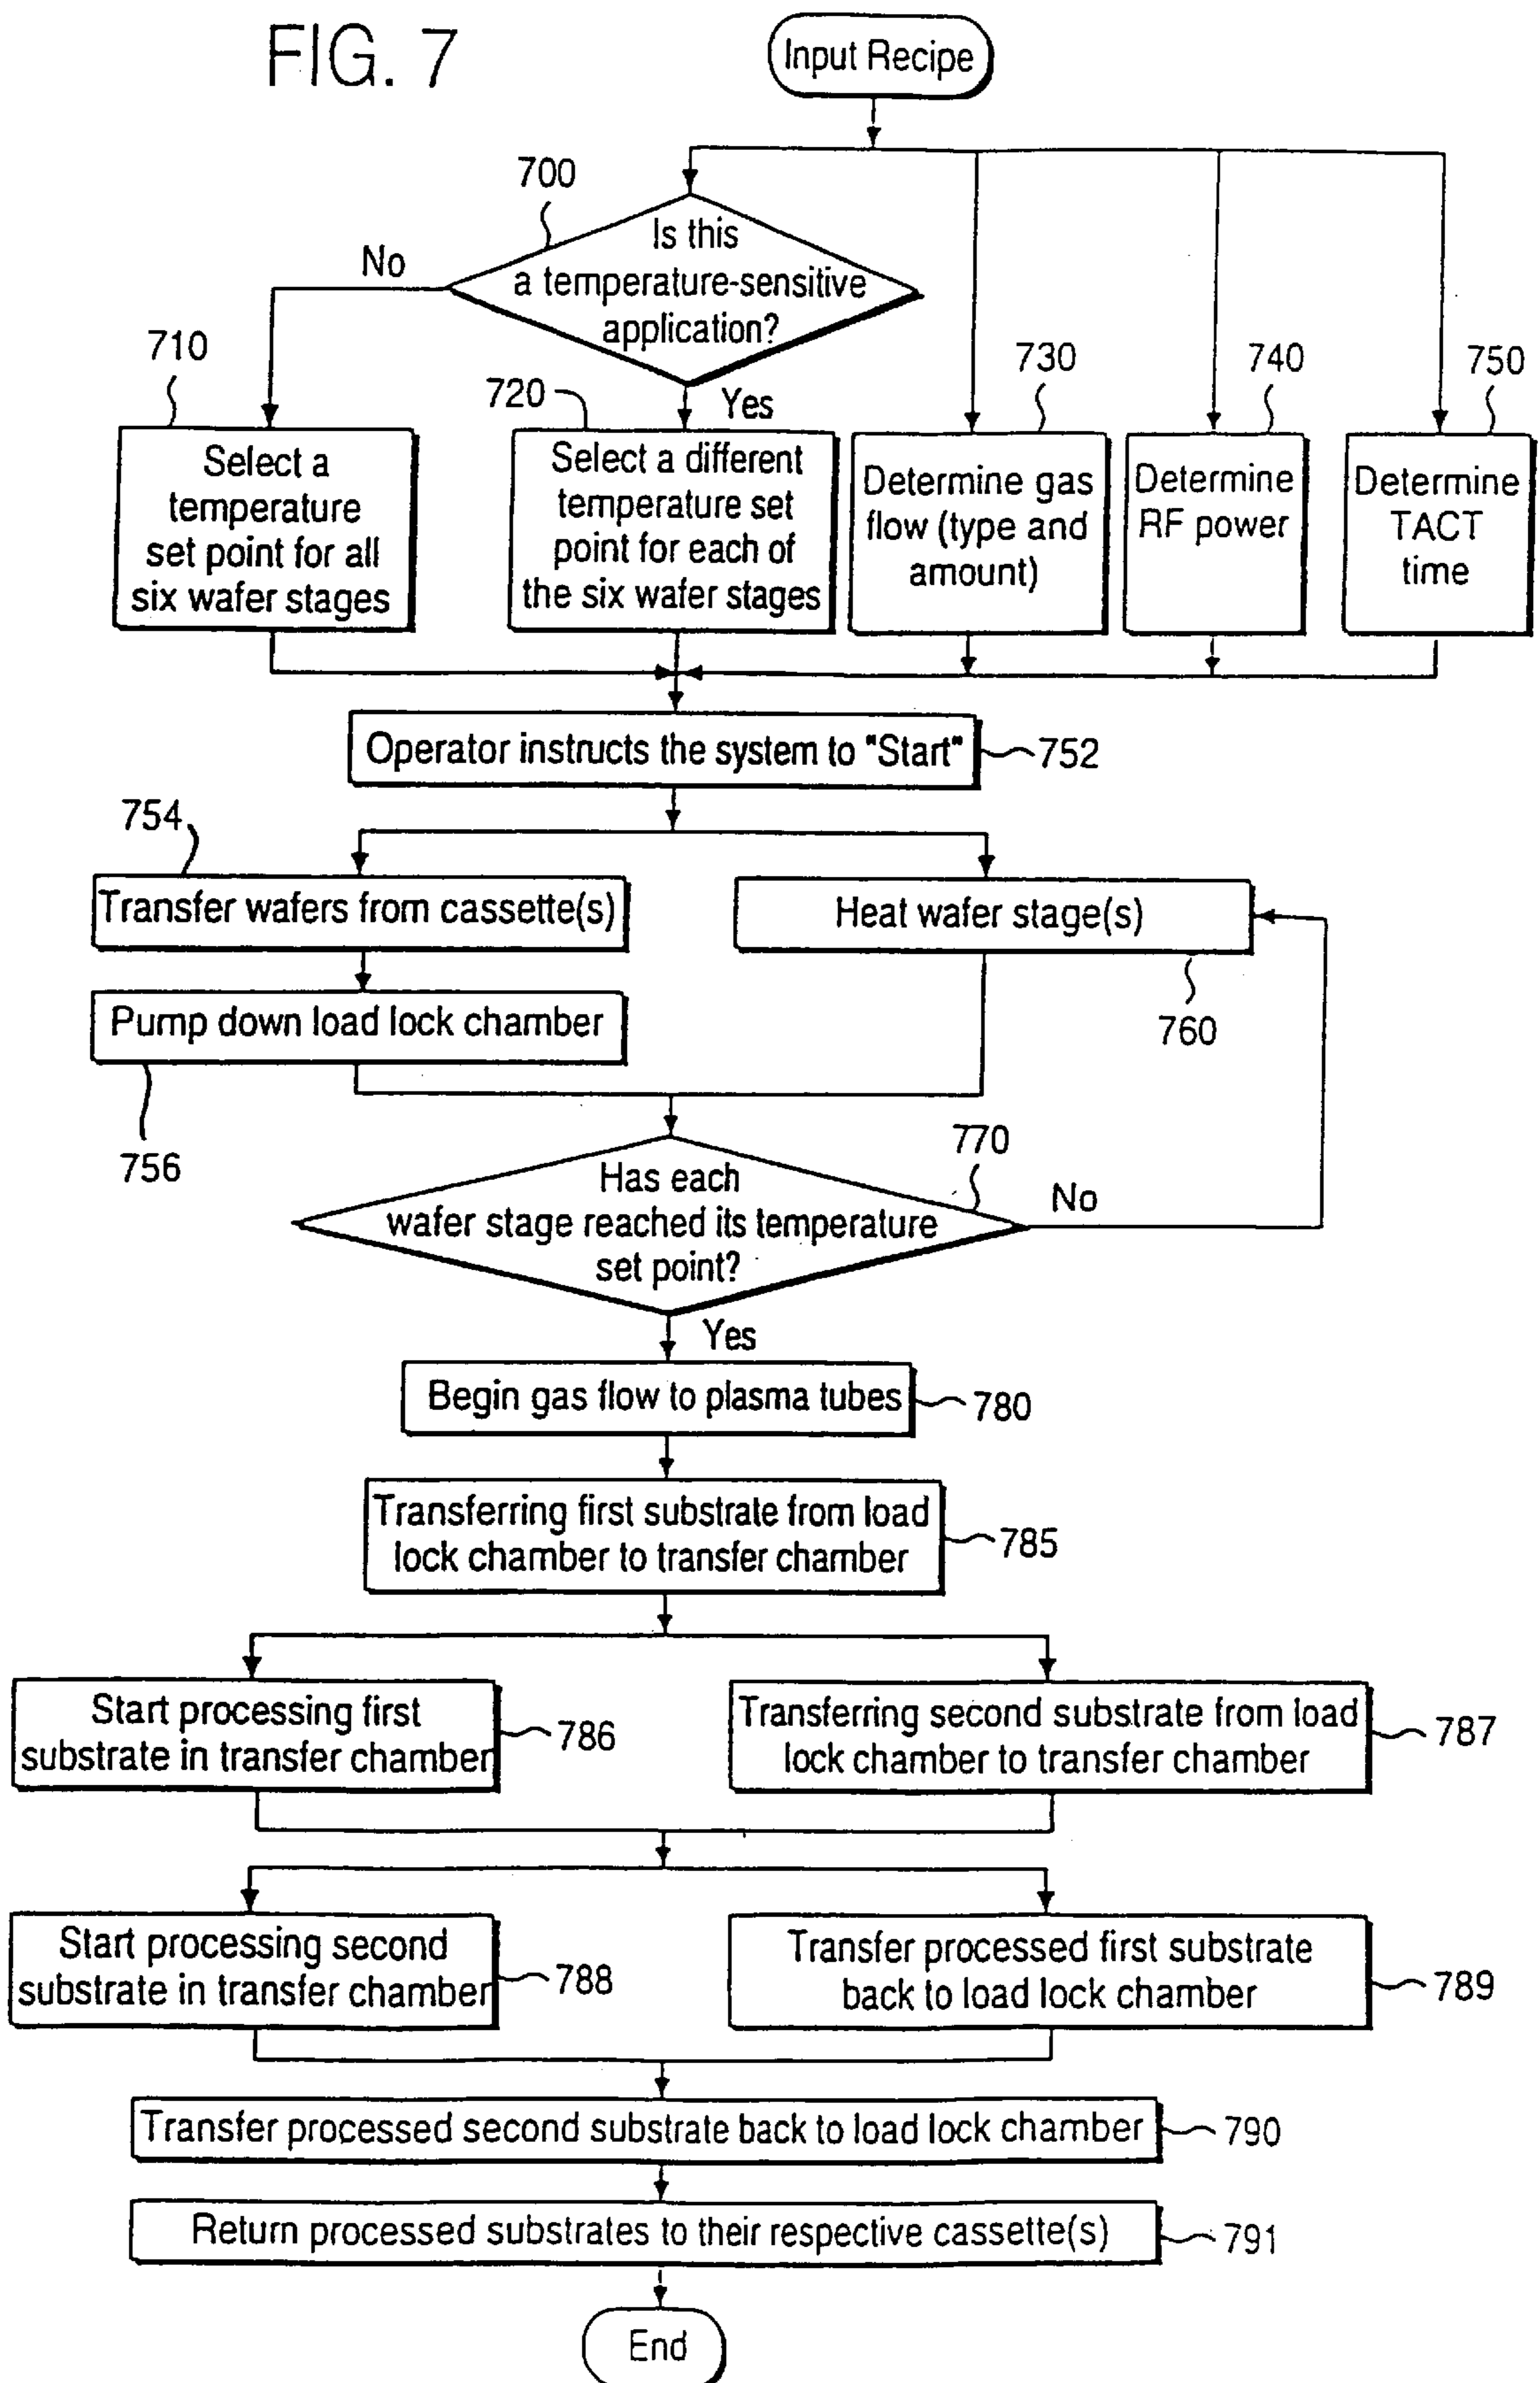 FIG. 7
Input Recipe
700
Is this
a temperature-sensitive
application?
No
Yes
710
Select a
temperature
set point for all
six wafer stages
720
Select a different
temperature set
point for each of
the six wafer stages
730
Determine gas
flow (type and
amount)
740
Determine
RF power
750
Determine
TACT
time
Operator instructs the system to "Start"
752
754
Transfer wafers from cassette(s)
Heat wafer stage(s)
760
Pump down load lock chamber
756
770
Has each
wafer stage reached its temperature
set point?
No
Yes
Begin gas flow to plasma tubes
780
Transferring first substrate from load
lock chamber to transfer chamber
785
Start processing first
substrate in transfer chamber
786
Transferring second substrate from load
lock chamber to transfer chamber
787
Start processing second
substrate in transfer chamber
788
Transfer processed first substrate
back to load lock chamber
789
Transfer processed second substrate back to load lock chamber
790
Return processed substrates to their respective cassette(s)
791
End